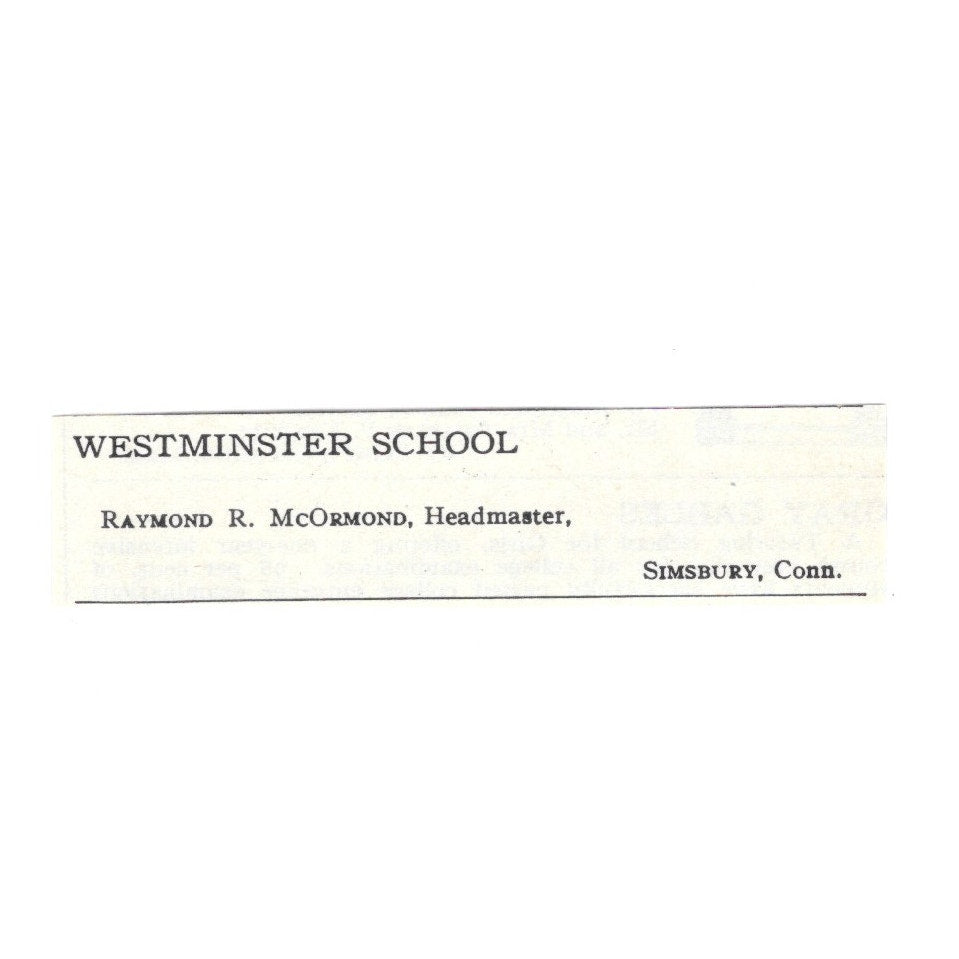 WESTMINSTER SCHOOL
RAYMOND R. MCORMOND, Headmaster,
SIMSBURY, Conn.